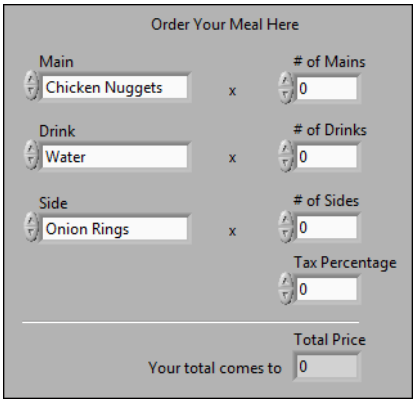 Order Your Meal Here
Main # of Mains
Chicken Nuggets x 0
Drink # of Drinks
Water x 0
Side # of Sides
Onion Rings x 0
Tax Percentage
0
Total Price
Your total comes to 0